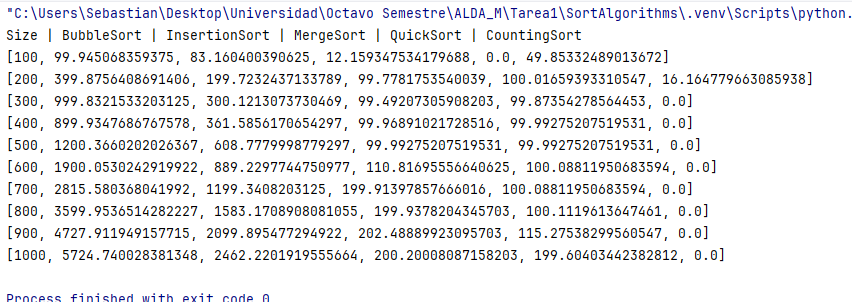 "C:\Users\Sebastian\Desktop\Universidad\Octavo Semestre\ALDA_M\Tarea1\SortAlgorithms\.venv\Scripts\python.
Size | BubbleSort | InsertionSort | MergeSort | QuickSort | CountingSort
[100, 99.945068359375, 83.160400390625, 12.159347534179688, 0.0, 49.85332489013672]
[200, 399.8756408691406, 199.7232437133789, 99.7781753540039, 100.01659393310547, 16.164779663085938]
[300, 999.8321533203125, 300.1213073730469, 99.49207305908203, 99.87354278564453, 0.0]
[400, 899.9347686767578, 361.5856170654297, 99.96891021728516, 99.99275207519531, 0.0]
[500, 1200.3660202026367, 608.7779998779297, 99.99275207519531, 99.99275207519531, 0.0]
[600, 1900.0530242919922, 889.2297744750977, 110.81695556640625, 100.08811950683594, 0.0]
[700, 2815.580368041992, 1199.3408203125, 199.91397857666016, 100.08811950683594, 0.0]
[800, 3599.9536514282227, 1583.1708908081055, 199.9378204345703, 100.1119613647461, 0.0]
[900, 4727.911949157715, 2099.895477294922, 202.48889923095703, 115.27538299560547, 0.0]
[1000, 5724.740028381348, 2462.2201919555664, 200.20008087158203, 199.60403442382812, 0.0]
Process finished with exit code 0